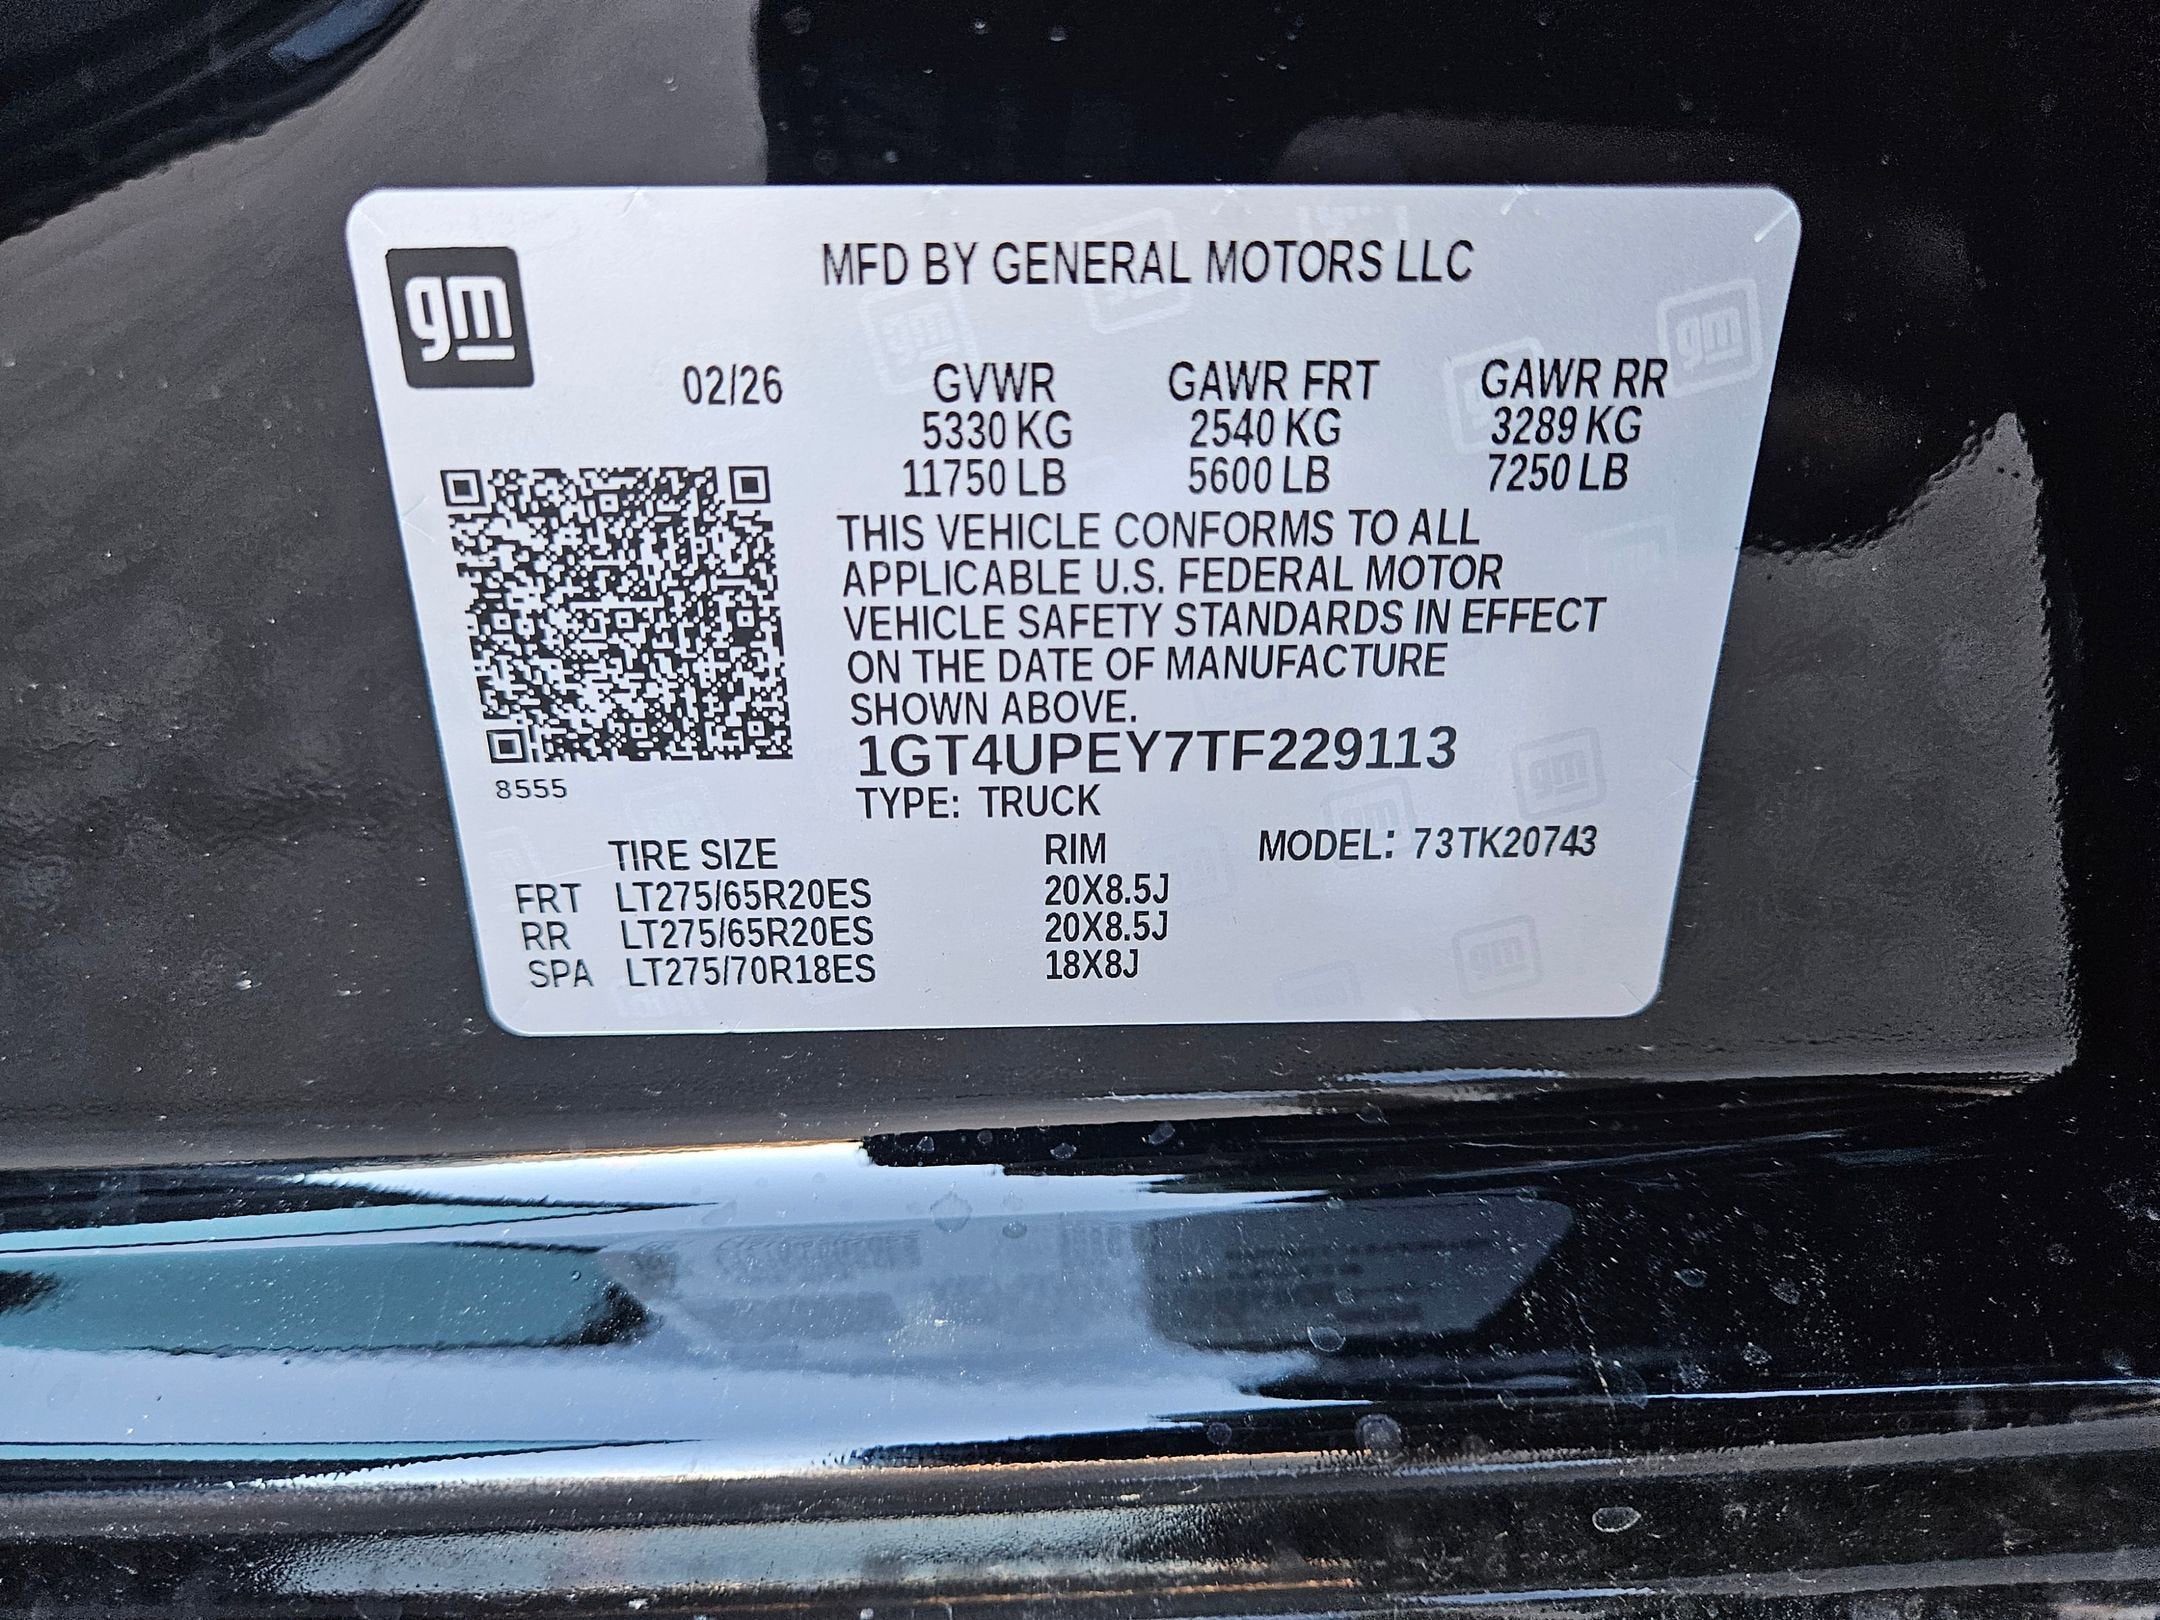 gm
MFD BY GENERAL MOTORS LLC
02/26 GVWR GAWR FRT GAWR RR
5330 KG 2540 KG 3289 KG
11750 LB 5600 LB 7250 LB
THIS VEHICLE CONFORMS TO ALL
APPLICABLE U.S. FEDERAL MOTOR
VEHICLE SAFETY STANDARDS IN EFFECT
ON THE DATE OF MANUFACTURE
SHOWN ABOVE.
1GT4UPEY7TF229113
8555
TYPE: TRUCK
TIRE SIZE RIM MODEL: 73TK20743
FRT LT275/65R20ES 20X8.5J
RR LT275/65R20ES 20X8.5J
SPA LT275/70R18ES 18X8J